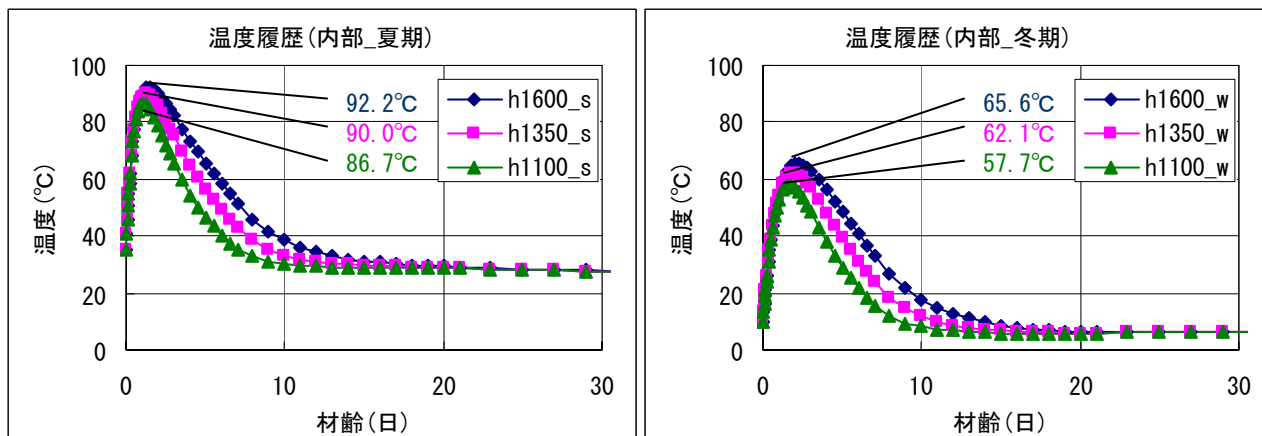 温度履歴(内部_夏期)
100
80
60
40
20
0
温度(℃)
92.2℃
90.0℃
86.7℃
h1600_s
h1350_s
h1100_s
0
10
20
30
材齢(日)
温度履歴(内部_冬期)
100
80
60
40
20
0
温度(℃)
65.6℃
62.1℃
57.7℃
h1600_w
h1350_w
h1100_w
0
10
20
30
材齢(日)